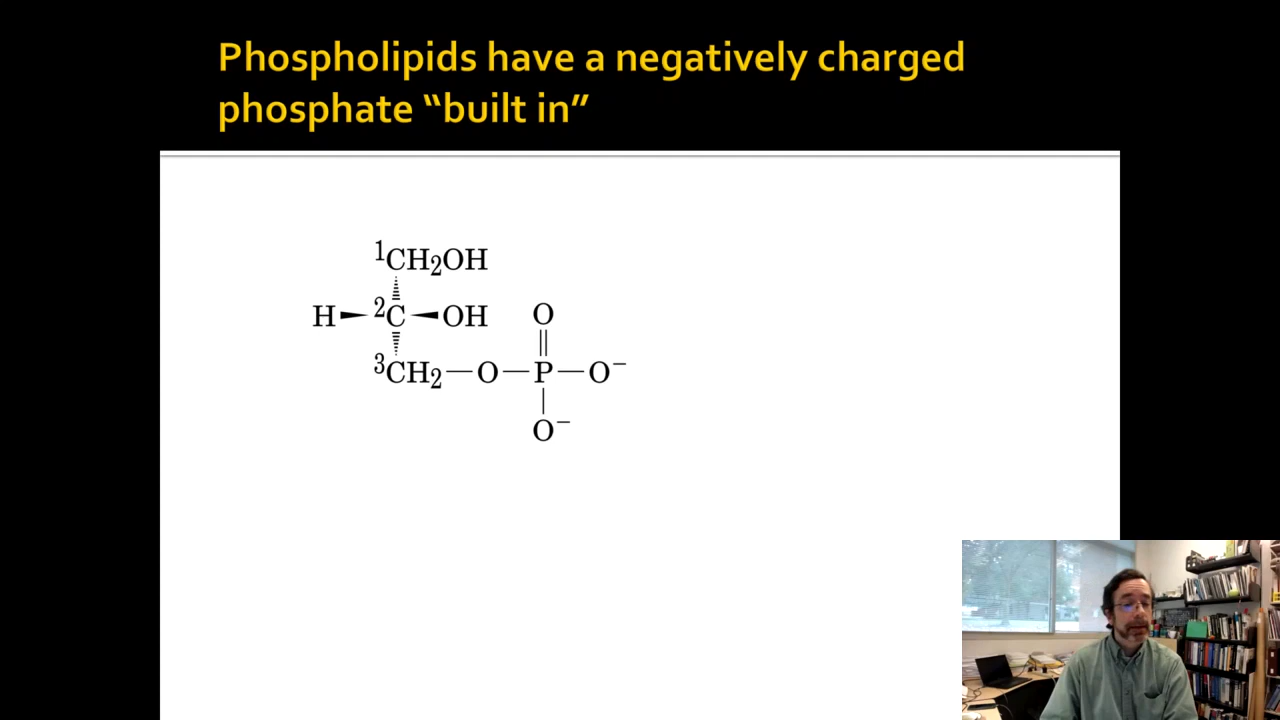 Phospholipids have a negatively charged
phosphate “built in”
¹CH₂OH
H ²C OH O
³CH₂—O—P—O⁻
O⁻